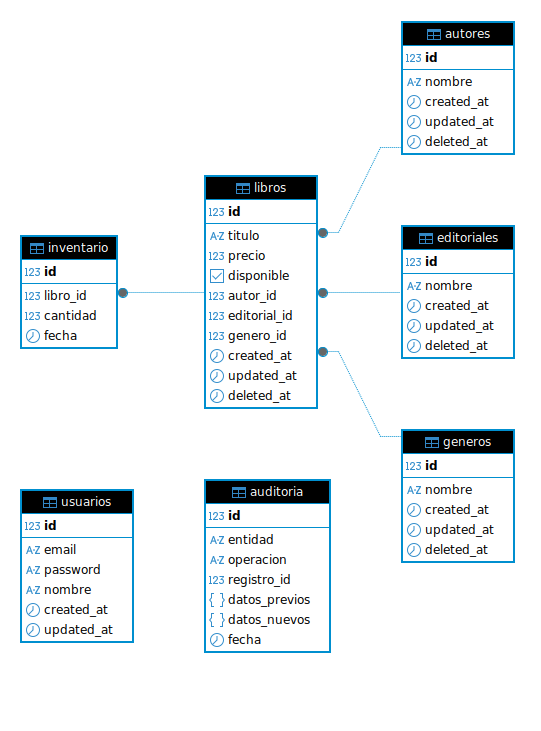 autores
123 id
A-Z nombre
created_at
updated_at
deleted_at
libros
123 id
A-Z titulo
123 precio
disponible
123 autor_id
123 editorial_id
123 genero_id
created_at
updated_at
deleted_at
inventario
123 id
123 libro_id
123 cantidad
fecha
editoriales
123 id
A-Z nombre
created_at
updated_at
deleted_at
generos
123 id
A-Z nombre
created_at
updated_at
deleted_at
usuarios
123 id
A-Z email
A-Z password
A-Z nombre
created_at
updated_at
auditoria
123 id
A-Z entidad
A-Z operacion
123 registro_id
{ } datos_previos
{ } datos_nuevos
fecha